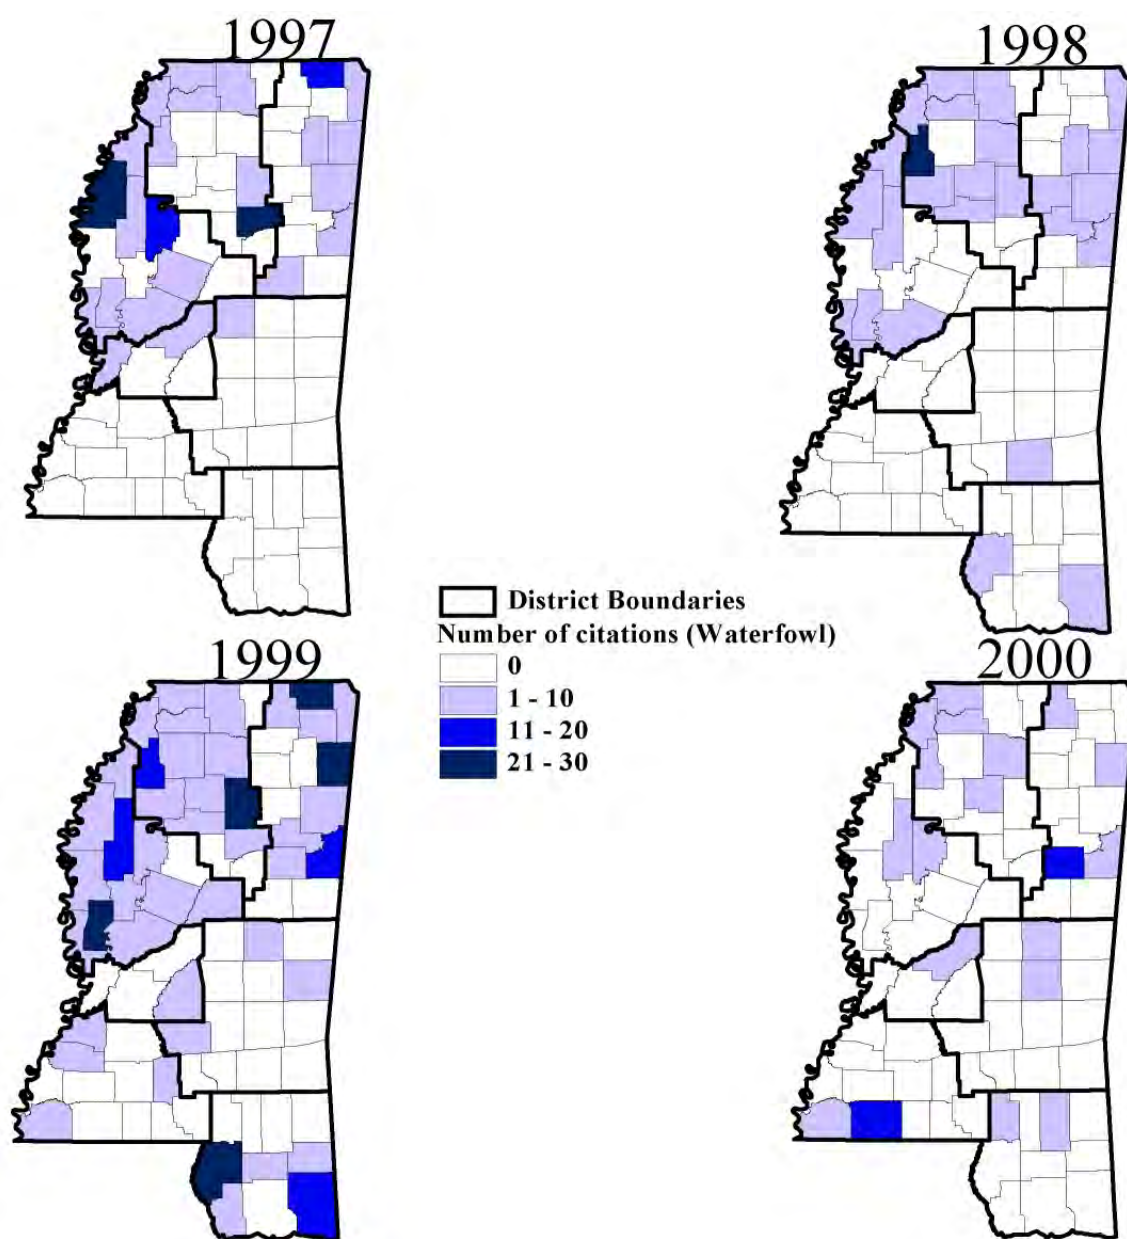 1997
1998
District Boundaries
Number of citations (Waterfowl)
0
1 - 10
11 - 20
21 - 30
1999
2000